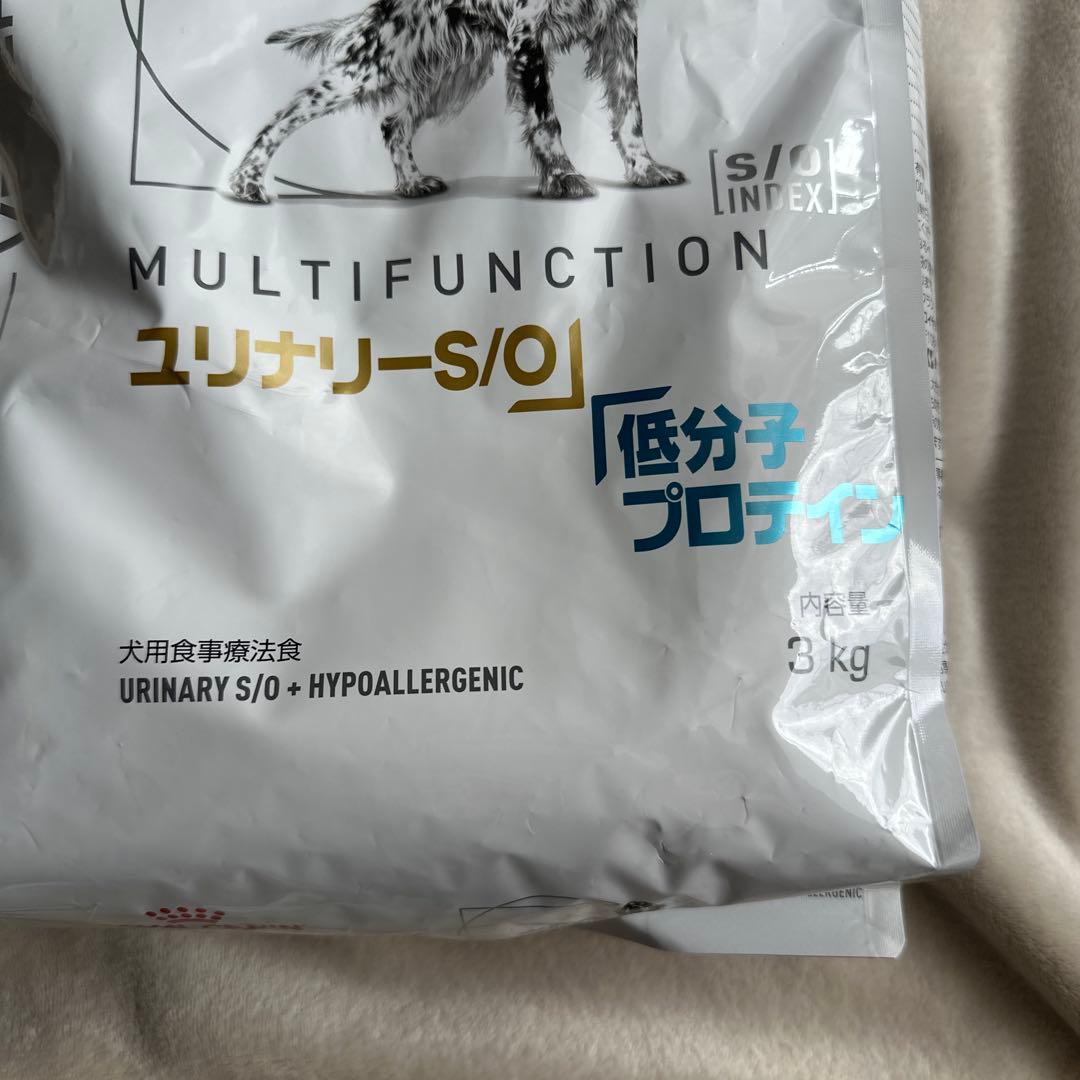 [S/O
INDEX]
MULTIFUNCTION
ユリナリーS/O」
「低分子
プロテイン
内容量
3 kg
犬用食事療法食
URINARY S/O + HYPOALLERGENIC